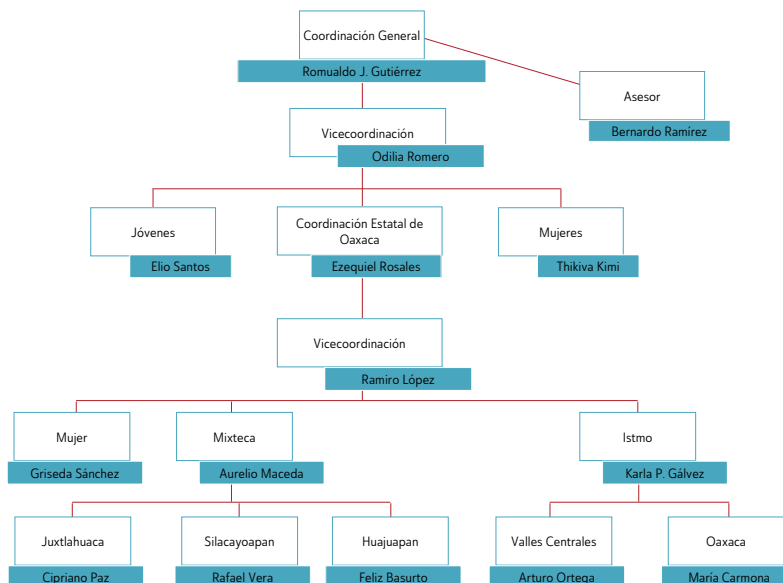 Coordinación General
Romualdo J. Gutiérrez
Asesor
Bernardo Ramírez
Vicecoordinación
Odilia Romero
Jóvenes
Elio Santos
Coordinación Estatal de
Oaxaca
Ezequiel Rosales
Mujeres
Thikiva Kimi
Vicecoordinación
Ramiro López
Mujer
Griseda Sánchez
Mixteca
Aurelio Maceda
Istmo
Karla P. Gálvez
Juxtlahuaca
Cipriano Paz
Silacayoapan
Rafael Vera
Huajuapan
Feliz Basurto
Valles Centrales
Arturo Ortega
Oaxaca
María Carmona